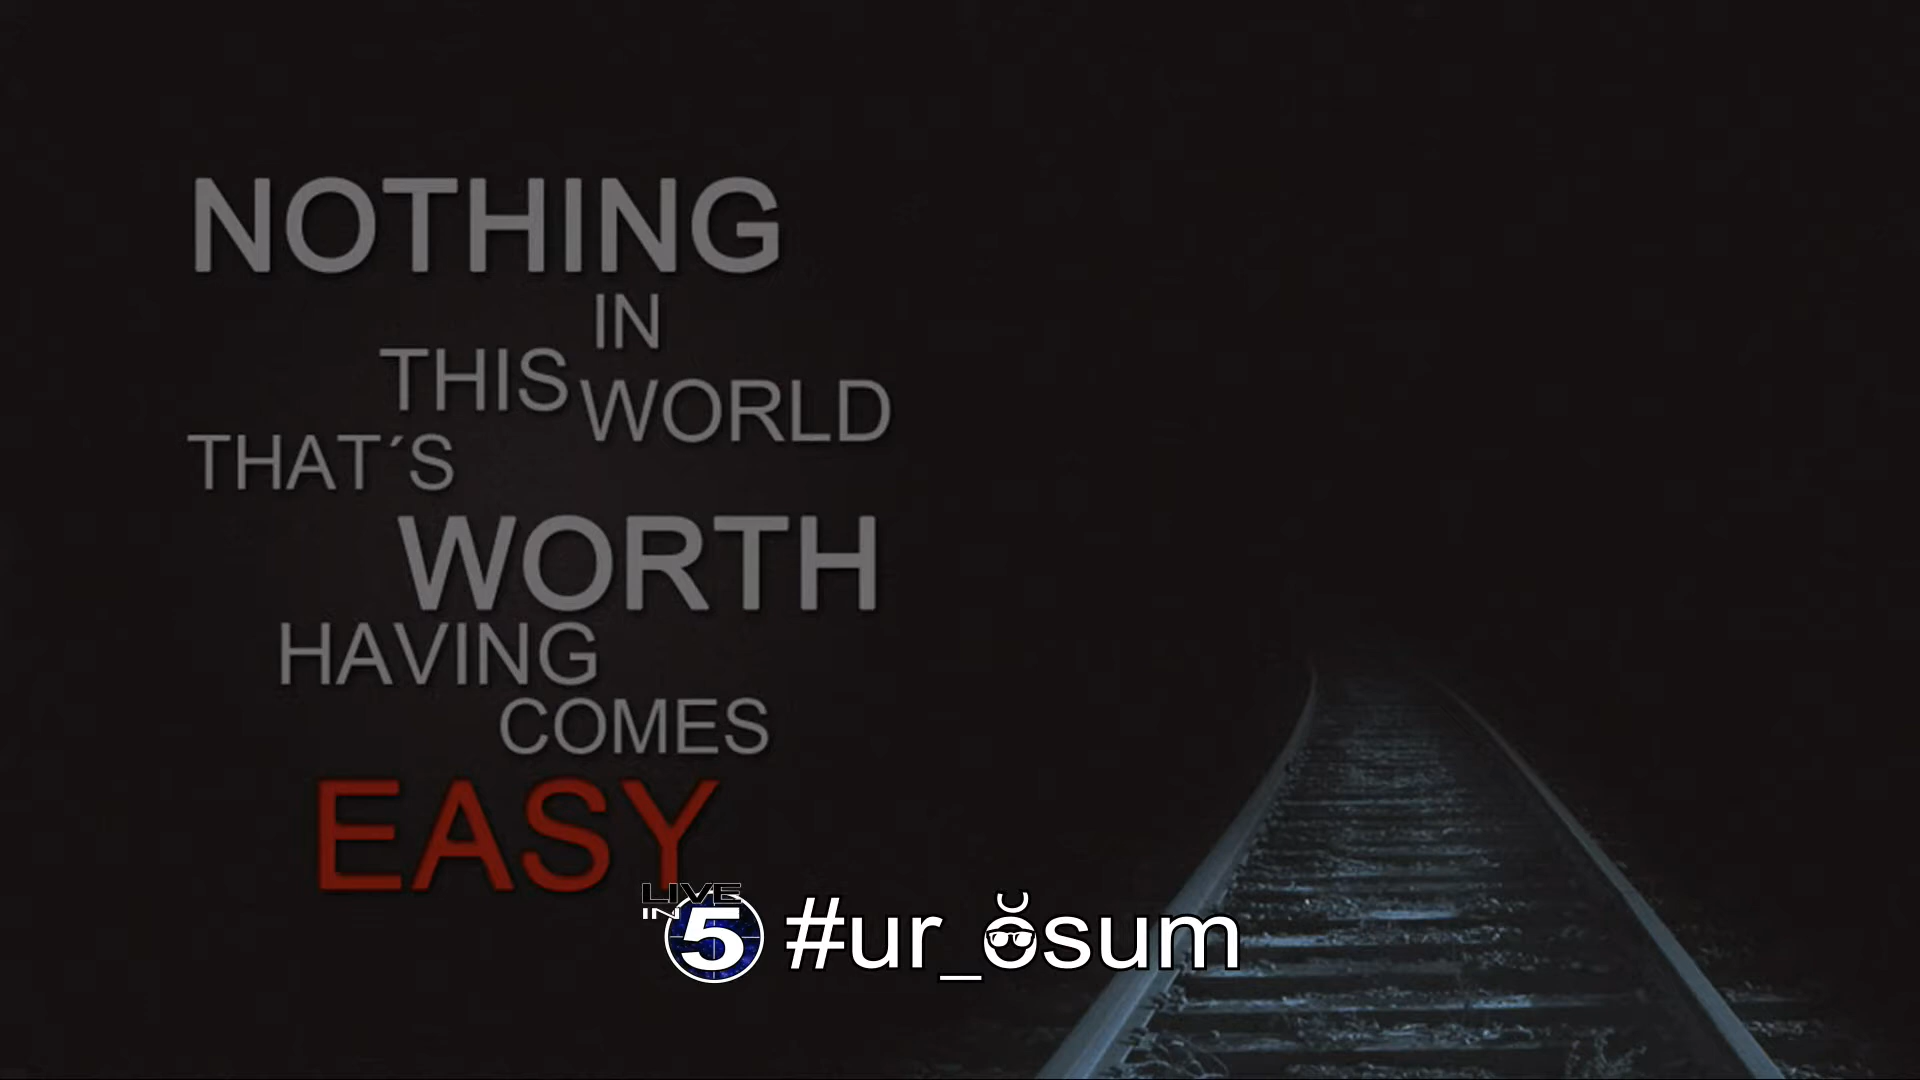 NOTHING
IN
THIS WORLD
THAT´S
WORTH
HAVING
COMES
EASY
LIVE
IN 5 #ur_ŏsum